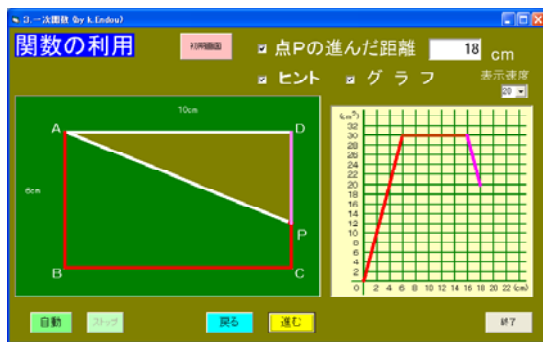 3.一次関数 (by k.Endou)
関数の利用
初期画面
点Pの進んだ距離 18 cm
ヒント グラフ
表示速度
20
10cm
A D
6cm
P
B C
(cm²)
32
30
28
26
24
22
20
18
16
14
12
10
8
6
4
2
0 2 4 6 8 10 12 14 16 18 20 22 (cm)
自動 ストップ 戻る 進む 終了